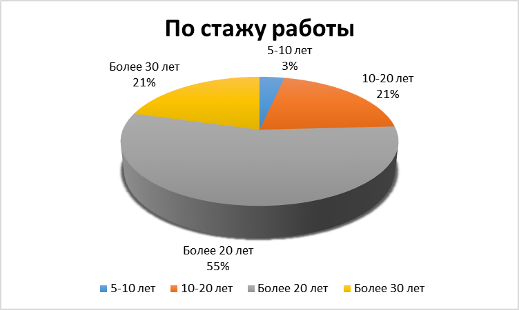 По стажу работы
5-10 лет
3%
10-20 лет
21%
Более 30 лет
21%
Более 20 лет
55%
5-10 лет 10-20 лет Более 20 лет Более 30 лет